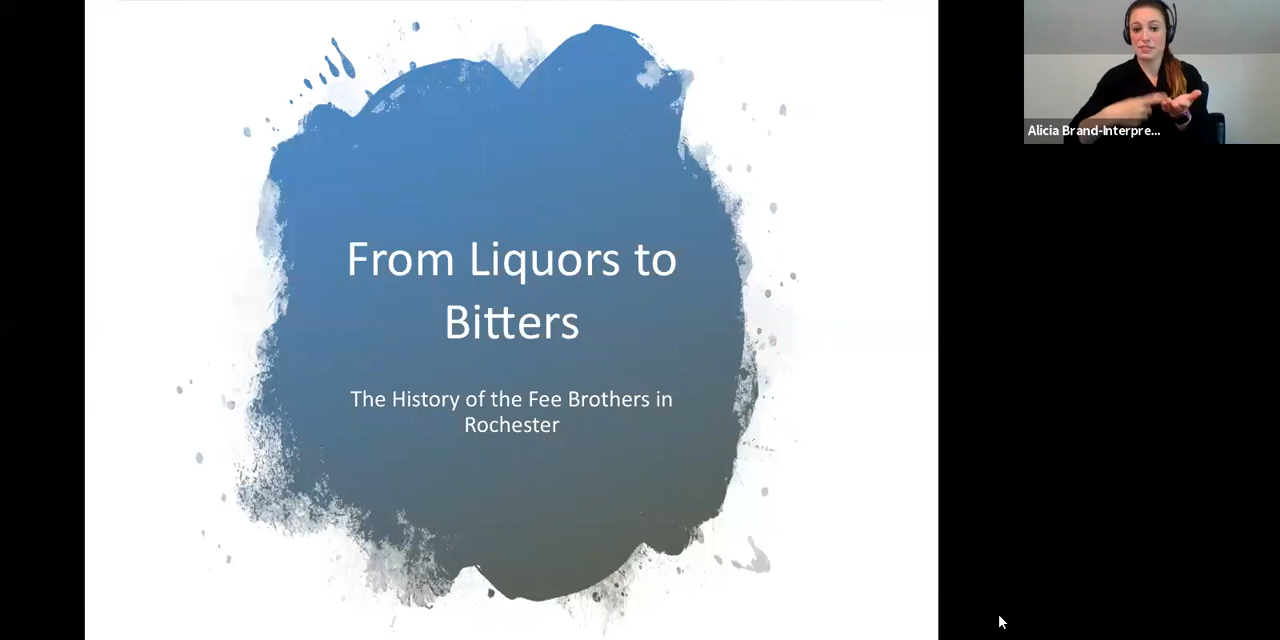 From Liquors to
Bitters
The History of the Fee Brothers in
Rochester
Alicia Brand-Interpre...